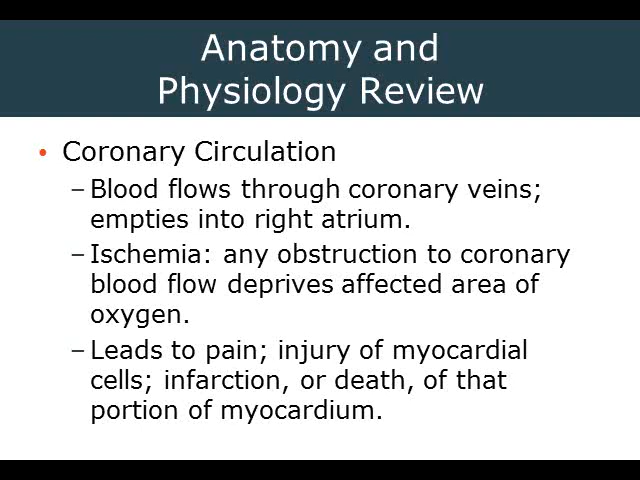 Anatomy and
Physiology Review
• Coronary Circulation
– Blood flows through coronary veins;
empties into right atrium.
– Ischemia: any obstruction to coronary
blood flow deprives affected area of
oxygen.
– Leads to pain; injury of myocardial
cells; infarction, or death, of that
portion of myocardium.